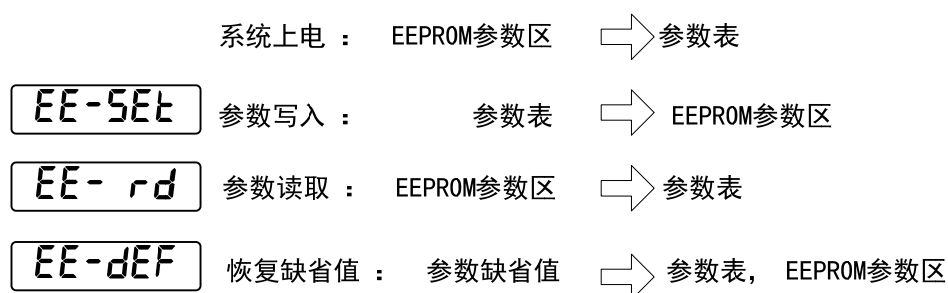 系统上电 ： EEPROM参数区 参数表
EE-SEt 参数写入 ： 参数表 EEPROM参数区
EE- rd 参数读取 ： EEPROM参数区 参数表
EE-dEF 恢复缺省值 ： 参数缺省值 参数表， EEPROM参数区